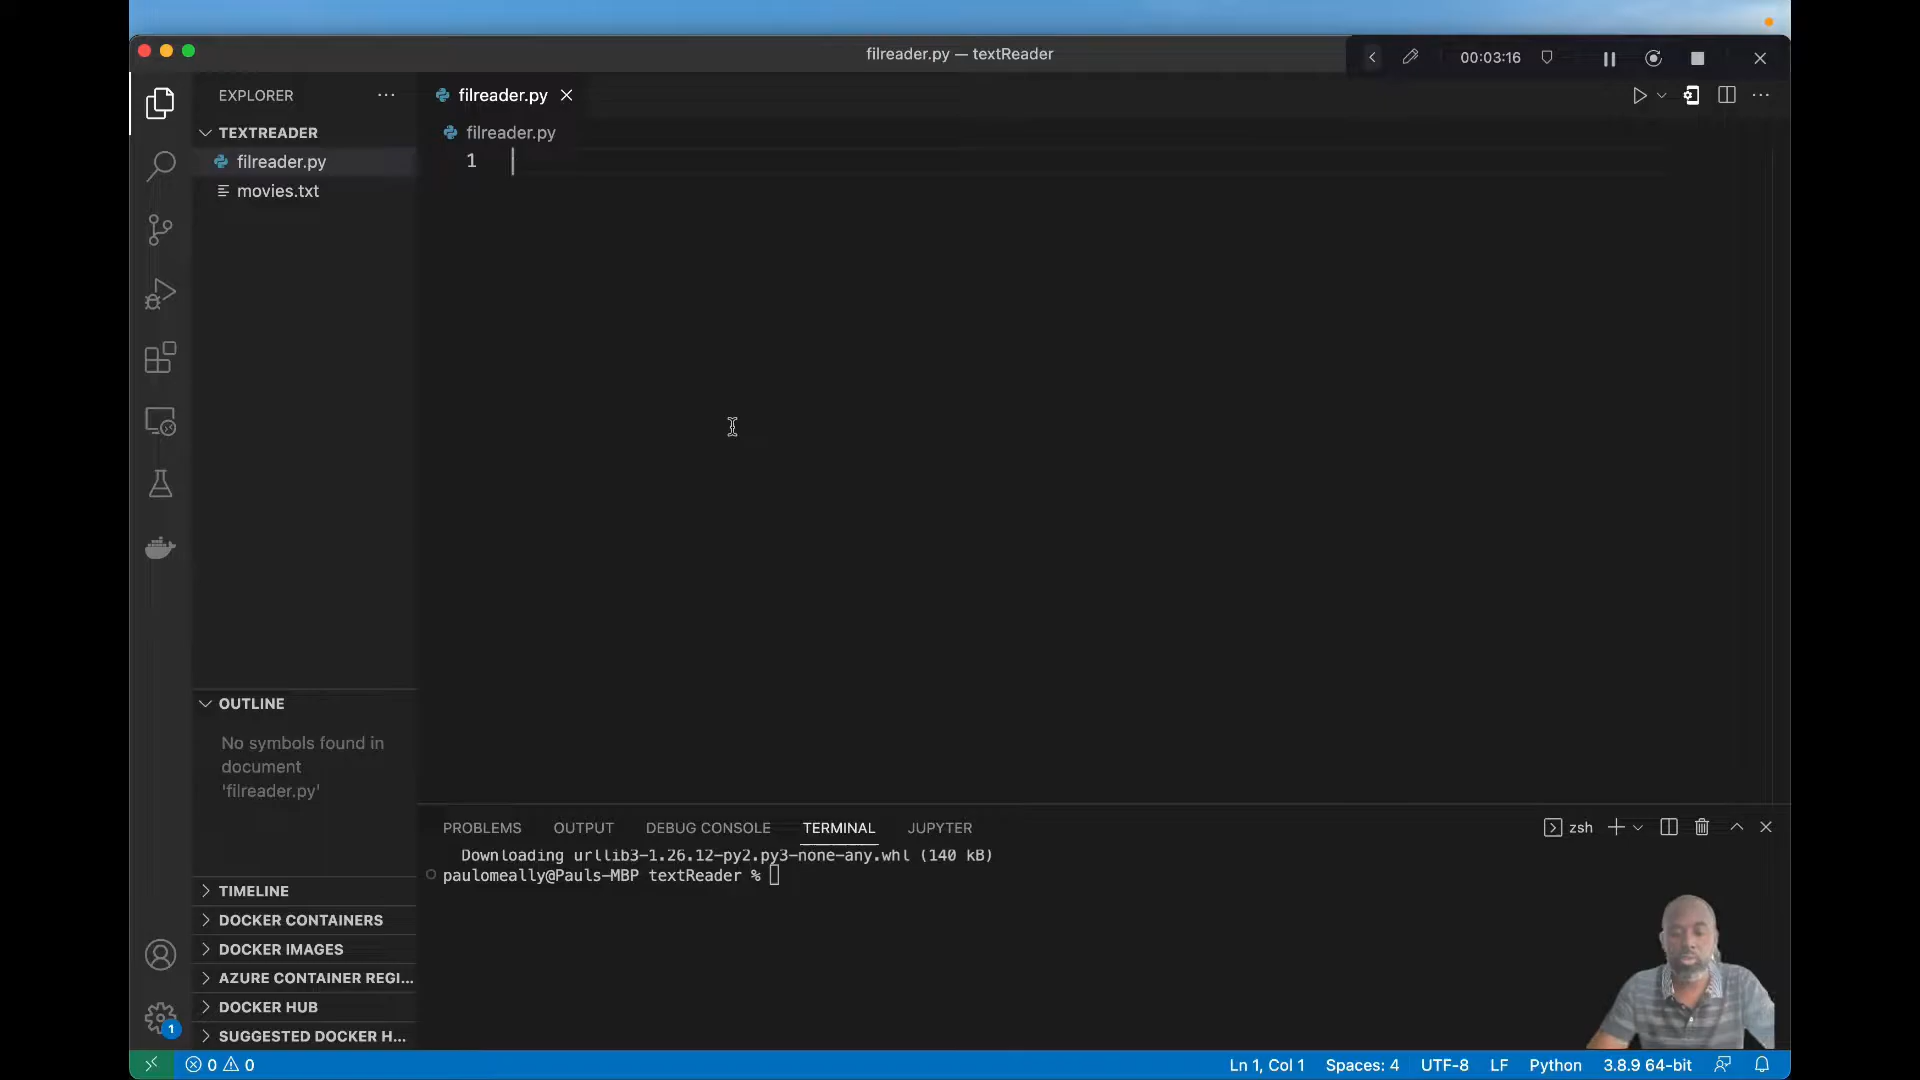 filreader.py — textReader
00:03:16
EXPLORER
filreader.py
TEXTREADER
filreader.py
movies.txt
filreader.py
1
OUTLINE
No symbols found in
document
'filreader.py'
TIMELINE
DOCKER CONTAINERS
DOCKER IMAGES
AZURE CONTAINER REGI...
DOCKER HUB
SUGGESTED DOCKER H...
PROBLEMS OUTPUT DEBUG CONSOLE TERMINAL JUPYTER
zsh
Downloading urllib3-1.26.12-py2.py3-none-any.whl (140 kB)
paulomeally@Pauls-MBP textReader %
1
0 0
Ln 1, Col 1 Spaces: 4 UTF-8 LF Python 3.8.9 64-bit